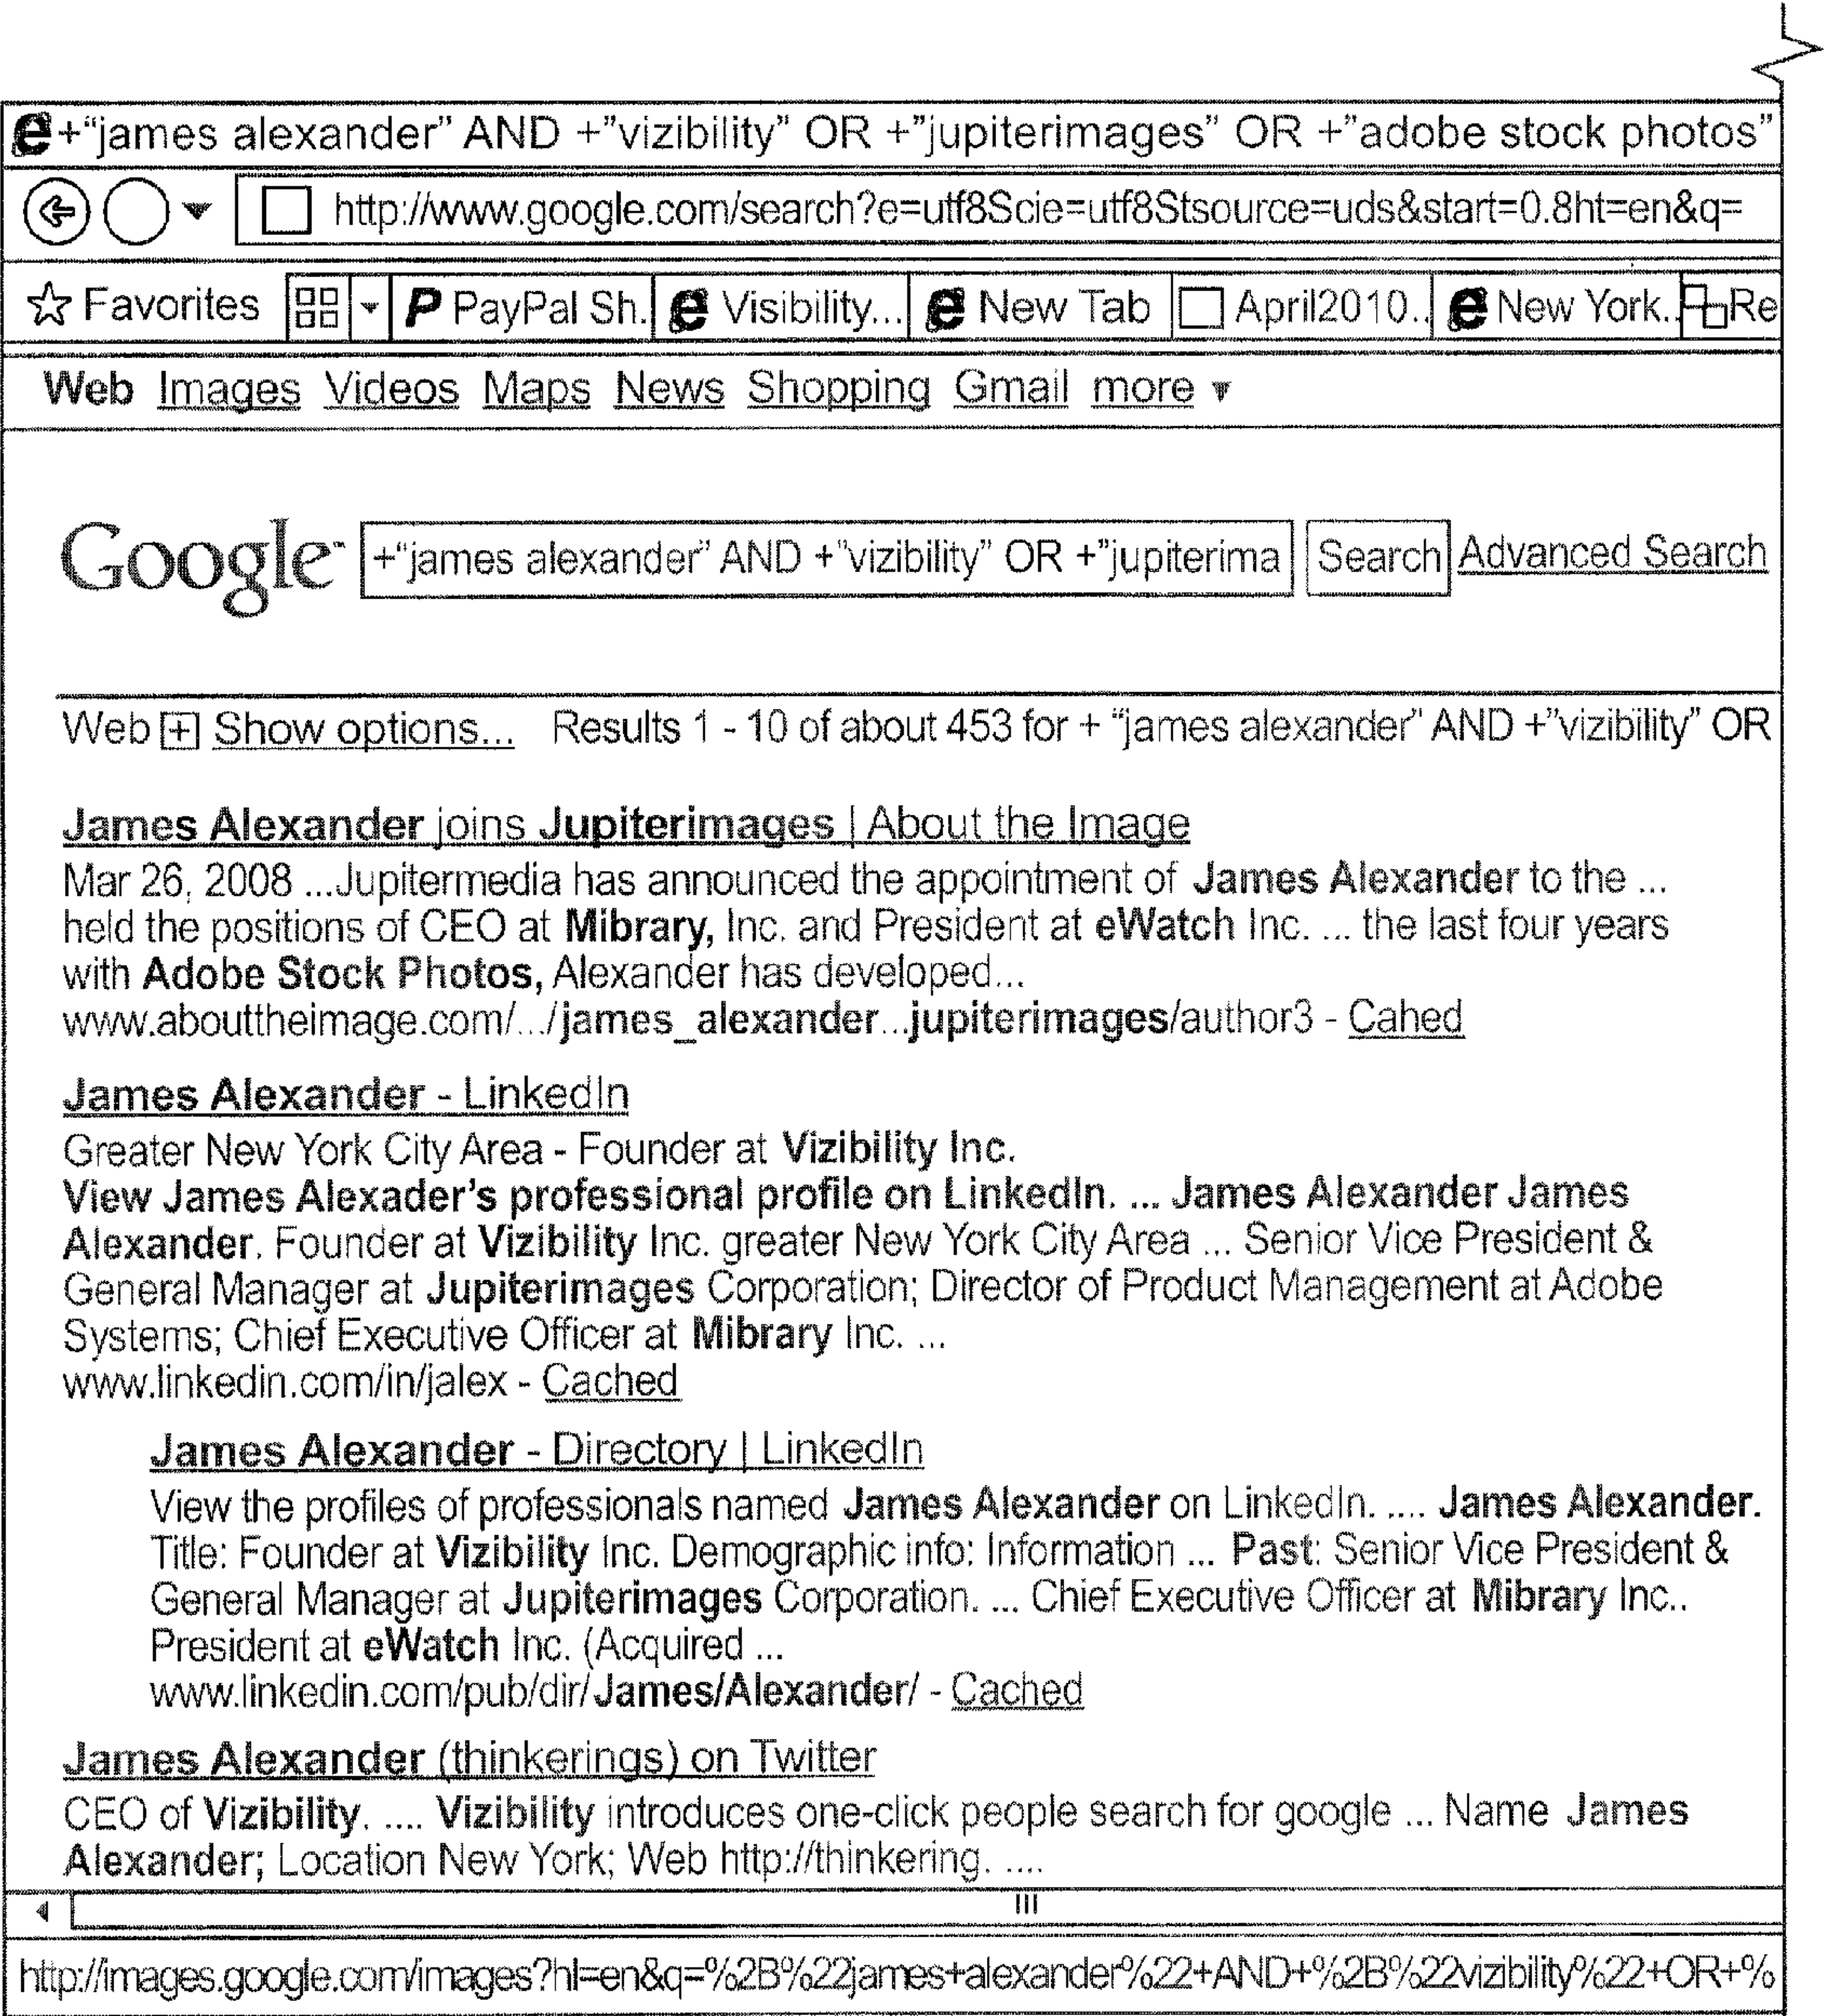 +“james alexander” AND +”vizibility” OR +”jupiterimages” OR +”adobe stock photos”
http://www.google.com/search?e=utf8Scie=utf8Stsource=uds&start=0.8ht=en&q=
Favorites P PayPal Sh. Visibility... New Tab April2010.. New York.. Re
Web Images Videos Maps News Shopping Gmail more
Google™ +“james alexander” AND +”vizibility” OR +”jupiterima Search Advanced Search
Web + Show options... Results 1 - 10 of about 453 for + “james alexander” AND +”vizibility” OR
James Alexander joins Jupiterimages | About the Image
Mar 26, 2008 ...Jupitermedia has announced the appointment of James Alexander to the ...
held the positions of CEO at Mibrary, Inc. and President at eWatch Inc. ... the last four years
with Adobe Stock Photos, Alexander has developed...
www.abouttheimage.com/.../james_alexander...jupiterimages/author3 - Cahed
James Alexander - LinkedIn
Greater New York City Area - Founder at Vizibility Inc.
View James Alexader's professional profile on LinkedIn. ... James Alexander James
Alexander. Founder at Vizibility Inc. greater New York City Area ... Senior Vice President &
General Manager at Jupiterimages Corporation; Director of Product Management at Adobe
Systems; Chief Executive Officer at Mibrary Inc. ...
www.linkedin.com/in/jalex - Cached
James Alexander - Directory | LinkedIn
View the profiles of professionals named James Alexander on LinkedIn. .... James Alexander.
Title: Founder at Vizibility Inc. Demographic info: Information ... Past: Senior Vice President &
General Manager at Jupiterimages Corporation. ... Chief Executive Officer at Mibrary Inc..
President at eWatch Inc. (Acquired ...
www.linkedin.com/pub/dir/James/Alexander/ - Cached
James Alexander (thinkerings) on Twitter
CEO of Vizibility. .... Vizibility introduces one-click people search for google ... Name James
Alexander; Location New York; Web http://thinkering. ....
http://images.google.com/images?hl=en&q=%2B%22james+alexander%22+AND+%2B%22vizibility%22+OR+%